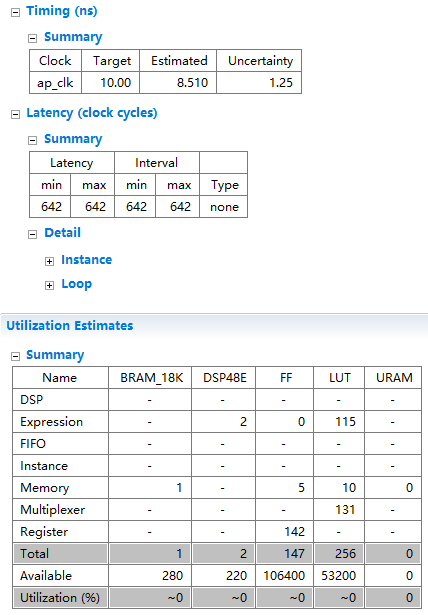 Timing (ns)
Summary
Clock Target Estimated Uncertainty
ap_clk 10.00 8.510 1.25
Latency (clock cycles)
Summary
Latency Interval
min max min max Type
642 642 642 642 none
Detail
Instance
Loop
Utilization Estimates
Summary
Name BRAM_18K DSP48E FF LUT URAM
DSP - - - - -
Expression - 2 0 115 -
FIFO - - - - -
Instance - - - - -
Memory 1 - 5 10 0
Multiplexer - - - 131 -
Register - - 142 - -
Total 1 2 147 256 0
Available 280 220 106400 53200 0
Utilization (%) ~0 ~0 ~0 ~0 0